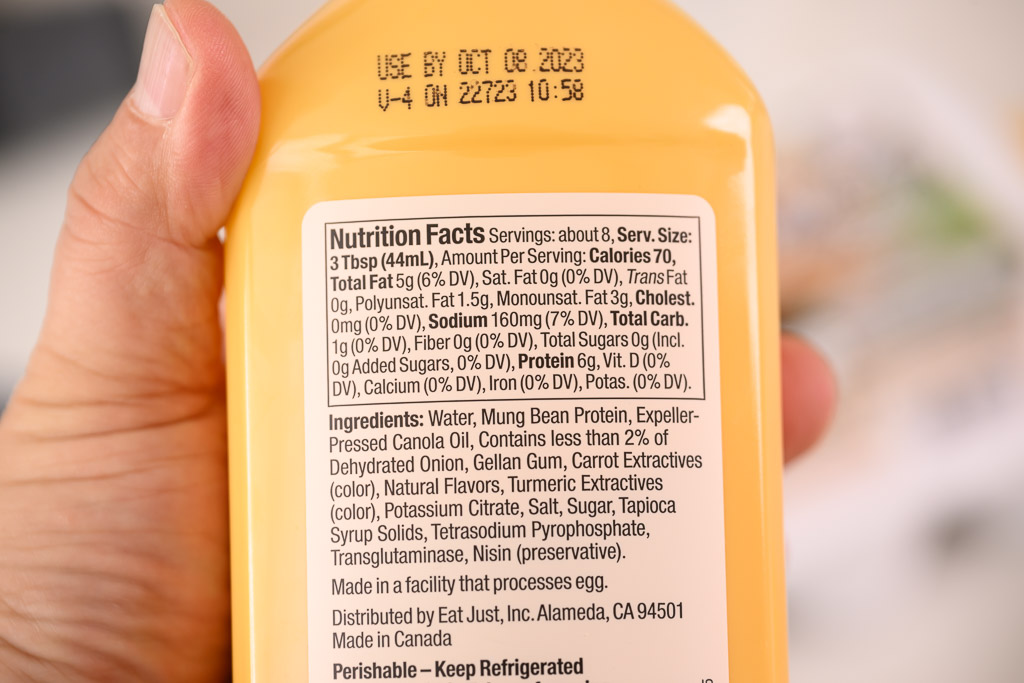 USE BY OCT 08 2023
V-4 ON 22723 10:58
Nutrition Facts Servings: about 8, Serv. Size:
3 Tbsp (44mL), Amount Per Serving: Calories 70,
Total Fat 5g (6% DV), Sat. Fat 0g (0% DV), Trans Fat
0g, Polyunsat. Fat 1.5g, Monounsat. Fat 3g, Cholest.
0mg (0% DV), Sodium 160mg (7% DV), Total Carb.
1g (0% DV), Fiber 0g (0% DV), Total Sugars 0g (Incl.
0g Added Sugars, 0% DV), Protein 6g, Vit. D (0%
DV), Calcium (0% DV), Iron (0% DV), Potas. (0% DV).
Ingredients: Water, Mung Bean Protein, Expeller-
Pressed Canola Oil, Contains less than 2% of
Dehydrated Onion, Gellan Gum, Carrot Extractives
(color), Natural Flavors, Turmeric Extractives
(color), Potassium Citrate, Salt, Sugar, Tapioca
Syrup Solids, Tetrasodium Pyrophosphate,
Transglutaminase, Nisin (preservative).
Made in a facility that processes egg.
Distributed by Eat Just, Inc. Alameda, CA 94501
Made in Canada
Perishable – Keep Refrigerated